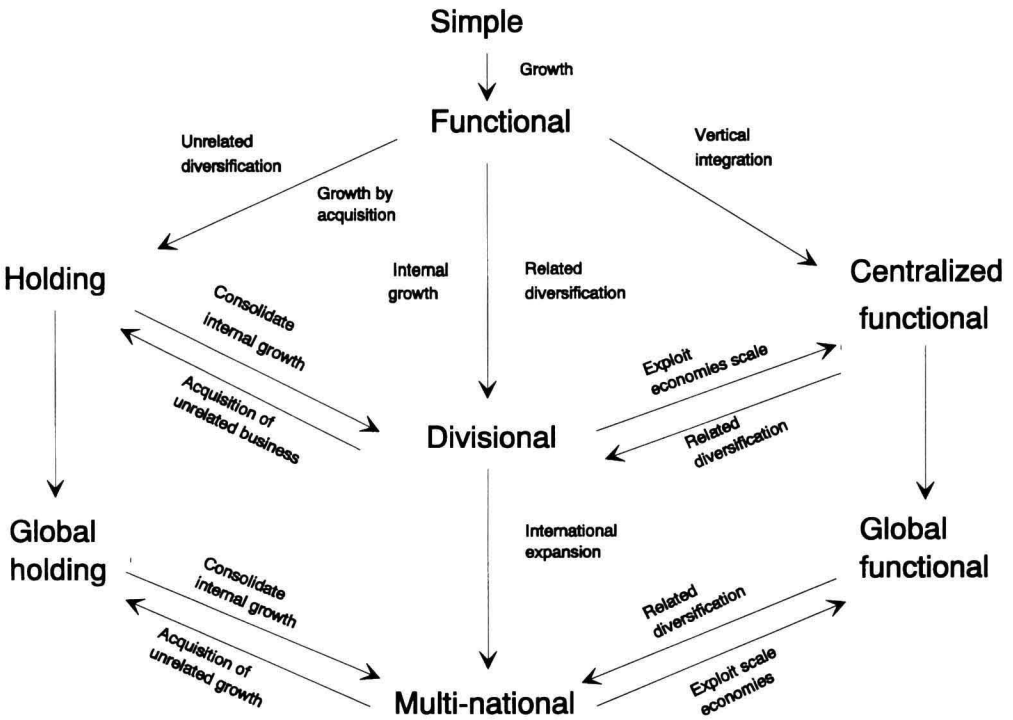 Simple
Growth
Functional
Unrelated
diversification
Vertical
integration
Growth by
acquisition
Holding
Internal
growth
Related
diversification
Centralized
functional
Consolidate
internal growth
Acquisition of
unrelated business
Exploit
economies scale
Related
diversification
Divisional
Global
holding
International
expansion
Global
functional
Consolidate
internal growth
Acquisition of
unrelated growth
Related
diversification
Exploit scale
economies
Multi-national